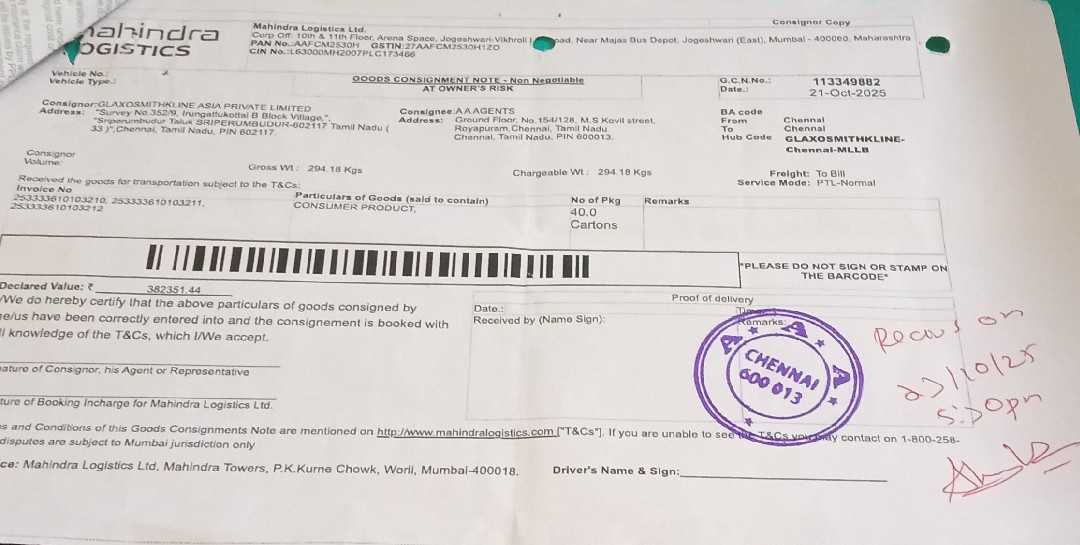 Consignor Copy
mahindra
LOGISTICS
Mahindra Logistics Ltd.
Corp Off: 10th & 11th Floor, Arena Space, Jogeshwari-Vikhroli Road, Near Majas Bus Depot, Jogeshwari (East), Mumbai - 400060, Maharashtra
PAN No.:AAFCM2530H GSTIN:27AAFCM2530H1ZO
CIN No.:L63000MH2007PLC173466
Vehicle No.:
Vehicle Type.:
GOODS CONSIGNMENT NOTE - Non Negotiable
AT OWNER'S RISK
G.C.N.No.: 113349882
Date.: 21-Oct-2025
Consignor:GLAXOSMITHKLINE ASIA PRIVATE LIMITED
Address: "Survey No.352/9, Irungattukottai B Block Village,",
"Sriperumbudur Taluk SRIPERUMBUDUR-602117 Tamil Nadu (
33 )",Chennai, Tamil Nadu, PIN 602117.
Consignee:AAAGENTS
Address: Ground Floor, No.154/128, M.S Kovil street,
Royapuram,Chennai, Tamil Nadu
Chennai, Tamil Nadu, PIN 600013.
BA code
From Chennai
To Chennai
Hub Code GLAXOSMITHKLINE-
Chennai-MLLB
Consignor
Volume:
Gross Wt : 294.18 Kgs
Chargeable Wt : 294.18 Kgs
Freight: To Bill
Service Mode: PTL-Normal
Received the goods for transportation subject to the T&Cs:
Invoice No
253333610103210, 253333610103211,
253333610103212
Particulars of Goods (said to contain)
CONSUMER PRODUCT,
No of Pkg
40.0
Cartons
Remarks
*PLEASE DO NOT SIGN OR STAMP ON
THE BARCODE*
Declared Value: ₹ 382351.44
/We do hereby certify that the above particulars of goods consigned by
me/us have been correctly entered into and the consignement is booked with
ll knowledge of the T&Cs, which I/We accept.
nature of Consignor, his Agent or Representative
ture of Booking Incharge for Mahindra Logistics Ltd.
Proof of delivery
Date.:
Received by (Name Sign):
Remarks:
A A A
CHENNAI
600 013
on
5:30pm
s and Conditions of this Goods Consignments Note are mentioned on http://www.mahindralogistics.com ["T&Cs"]. If you are unable to see the T&Cs you may contact on 1-800-258-
disputes are subject to Mumbai jurisdiction only
ce: Mahindra Logistics Ltd, Mahindra Towers, P.K.Kurne Chowk, Worli, Mumbai-400018.
Driver's Name & Sign: